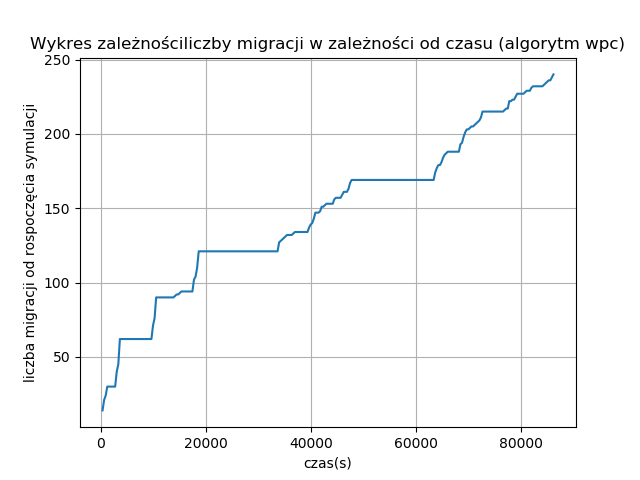 Wykres zależnościliczby migracji w zależności od czasu (algorytm wpc)
250
200
150
100
50
liczba migracji od rospoczęcia symulacji
0 20000 40000 60000 80000
czas(s)